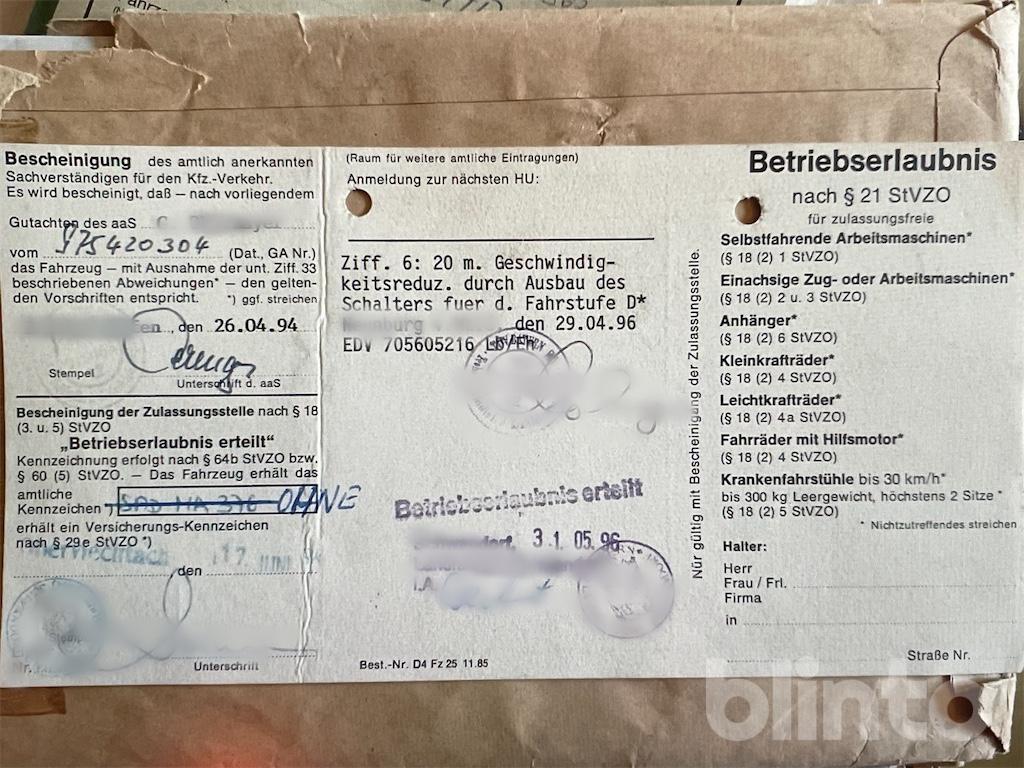 Bescheinigung des amtlich anerkannten
Sachverständigen für den Kfz.-Verkehr.
Es wird bescheinigt, daß – nach vorliegendem
Gutachten des aaS
vom 975420304 (Dat., GA Nr.)
das Fahrzeug – mit Ausnahme der unt. Ziff. 33
beschriebenen Abweichungen* – den gelten-
den Vorschriften entspricht. *) ggf. streichen
, den 26.04.94
Stempel
Unterschrift d. aaS
Bescheinigung der Zulassungsstelle nach § 18
(3. u. 5) StVZO
„Betriebserlaubnis erteilt“
Kennzeichnung erfolgt nach § 64b StVZO bzw.
§ 60 (5) StVZO. – Das Fahrzeug erhält das
amtliche
Kennzeichen *) OHNE
erhält ein Versicherungs-Kennzeichen
nach § 29e StVZO *)
17. JUNI
den
Unterschrift
(Raum für weitere amtliche Eintragungen)
Anmeldung zur nächsten HU:
Ziff. 6: 20 m. Geschwindig-
keitsreduz. durch Ausbau des
Schalters fuer d. Fahrstufe D*
, den 29.04.96
EDV 705605216
Betriebserlaubnis erteilt
31. 05. 96
I.A.
Best.-Nr. D4 Fz 25 11.85
Nur gültig mit Bescheinigung der Zulassungsstelle.
Betriebserlaubnis
nach § 21 StVZO
für zulassungsfreie
Selbstfahrende Arbeitsmaschinen*
(§ 18 (2) 1 StVZO)
Einachsige Zug- oder Arbeitsmaschinen*
(§ 18 (2) 2 u. 3 StVZO)
Anhänger*
(§ 18 (2) 6 StVZO)
Kleinkrafträder*
(§ 18 (2) 4 StVZO)
Leichtkrafträder*
(§ 18 (2) 4a StVZO)
Fahrräder mit Hilfsmotor*
(§ 18 (2) 4 StVZO)
Krankenfahrstühle bis 30 km/h*
bis 300 kg Leergewicht, höchstens 2 Sitze *
(§ 18 (2) 5 StVZO)
* Nichtzutreffendes streichen
Halter:
Herr
Frau / Frl.
Firma
in
Straße Nr.
blinto